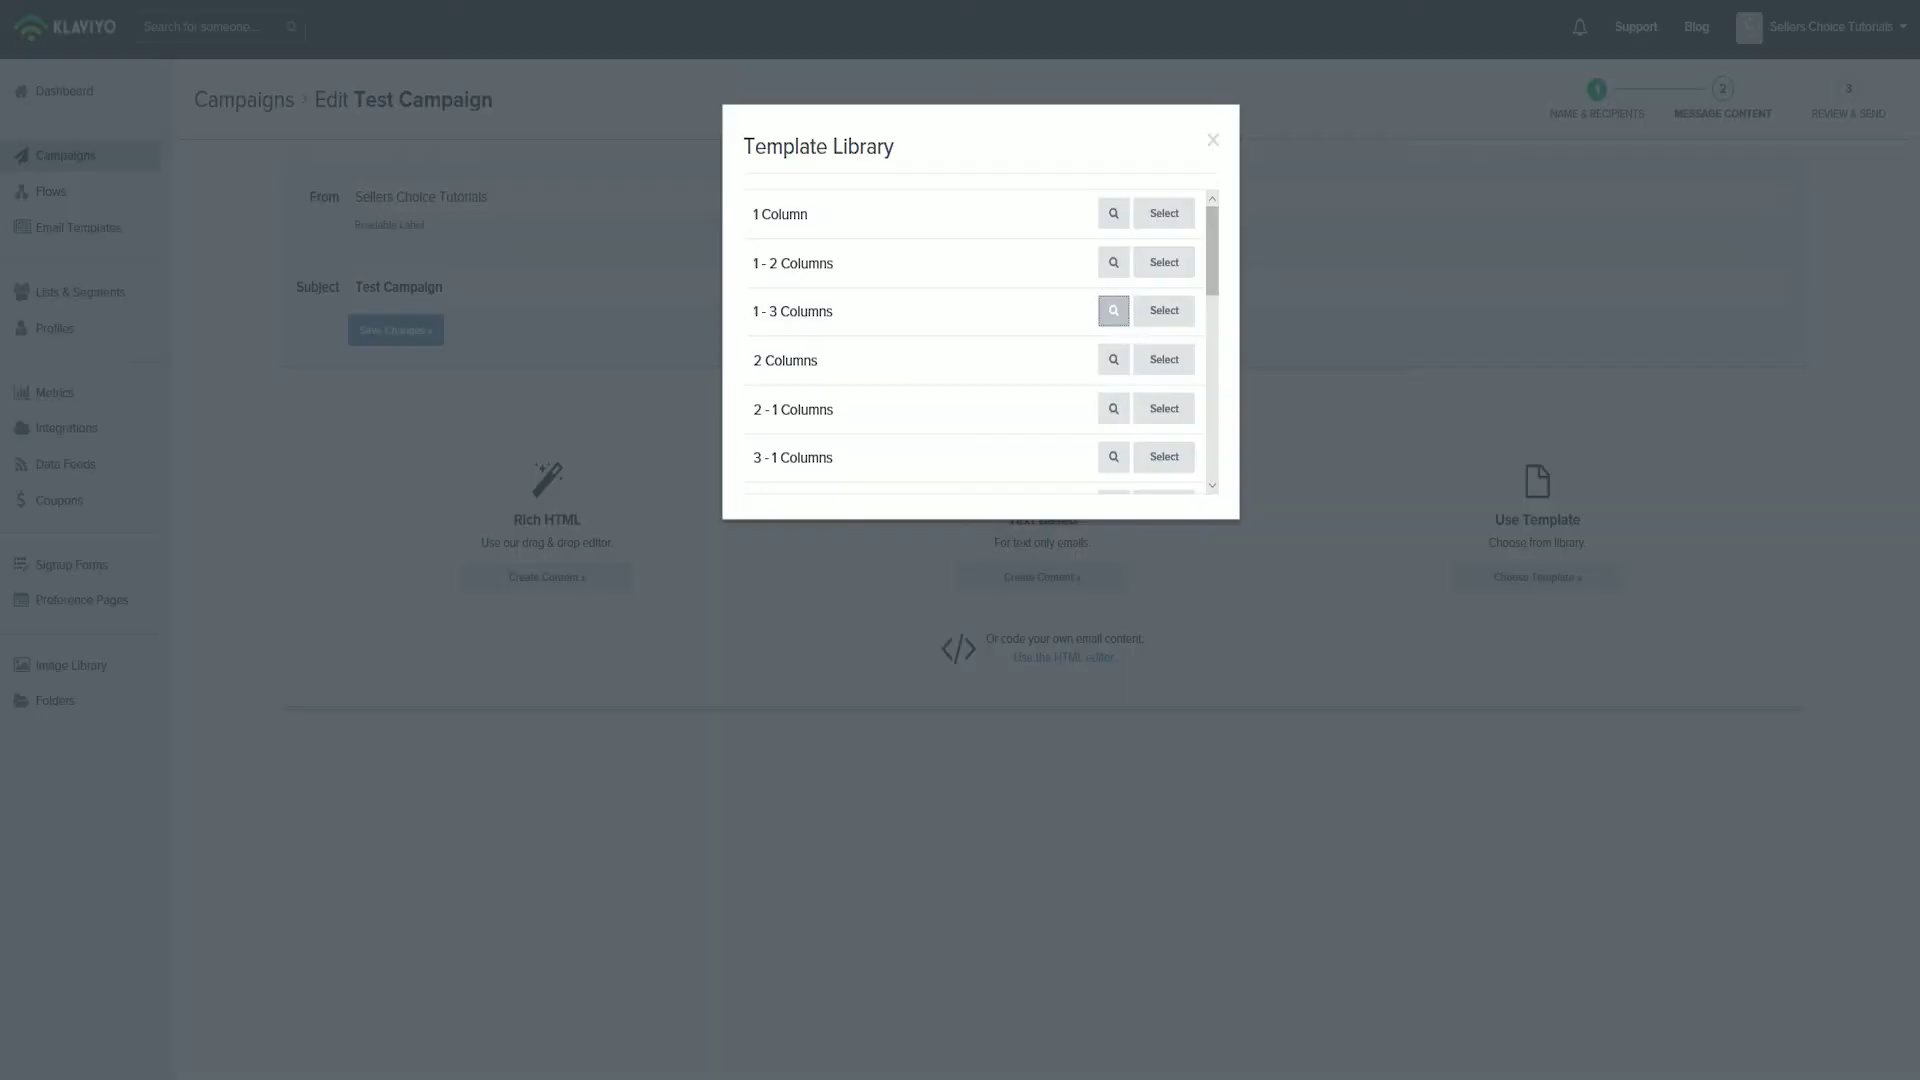 KLAVIYO
Search for someone...
Support
Blog
Sellers Choice Tutorials
Dashboard
Campaigns
Flows
Email Templates
Lists & Segments
Profiles
Metrics
Integrations
Data Feeds
Coupons
Signup Forms
Preference Pages
Image Library
Folders
Campaigns › Edit Test Campaign
1
NAME & RECIPIENTS
2
MESSAGE CONTENT
3
REVIEW & SEND
From
Sellers Choice Tutorials
Readable Label
Subject
Test Campaign
Save Changes »
Template Library
1 Column
Select
1 - 2 Columns
Select
1 - 3 Columns
Select
2 Columns
Select
2 - 1 Columns
Select
3 - 1 Columns
Select
Rich HTML
Use our drag & drop editor.
Create Content »
Text Based
For text only emails
Create Content »
Use Template
Choose from library.
Choose Template »
</> Or code your own email content.
Use the HTML editor.